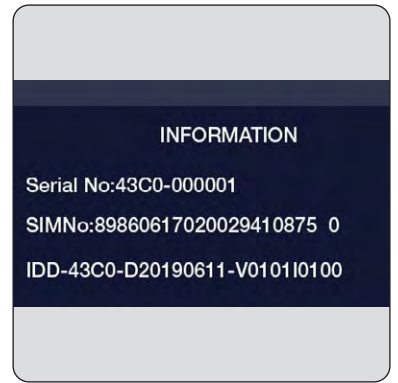 INFORMATION
Serial No:43C0-000001
SIMNo:89860617020029410875 0
IDD-43C0-D20190611-V0101I0100